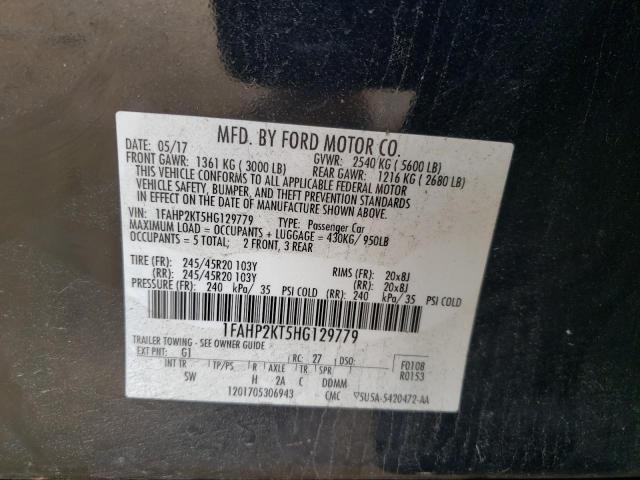 MFD. BY FORD MOTOR CO.
DATE: 05/17 GVWR: 2540 KG ( 5600 LB)
FRONT GAWR: 1361 KG ( 3000 LB) REAR GAWR: 1216 KG ( 2680 LB)
THIS VEHICLE CONFORMS TO ALL APPLICABLE FEDERAL MOTOR
VEHICLE SAFETY, BUMPER, AND THEFT PREVENTION STANDARDS
IN EFFECT ON THE DATE OF MANUFACTURE SHOWN ABOVE.
VIN: 1FAHP2KT5HG129779 TYPE: Passenger Car
MAXIMUM LOAD = OCCUPANTS + LUGGAGE = 430KG/ 950LB
OCCUPANTS = 5 TOTAL; 2 FRONT, 3 REAR
TIRE (FR): 245/45R20 103Y RIMS (FR): 20x8J
(RR): 245/45R20 103Y (RR): 20x8J
PRESSURE (FR): 240 kPa/ 35 PSI COLD (RR): 240 kPa/ 35 PSI COLD
1FAHP2KT5HG129779
TRAILER TOWING - SEE OWNER GUIDE
EXT PNT: G1 RC: 27 DSO: F0108
R0153
INT TR TP/PS R AXLE TR SPR
SW H 2A C DDMM
1201705306943 CMC ▽SU5A-5420472-AA